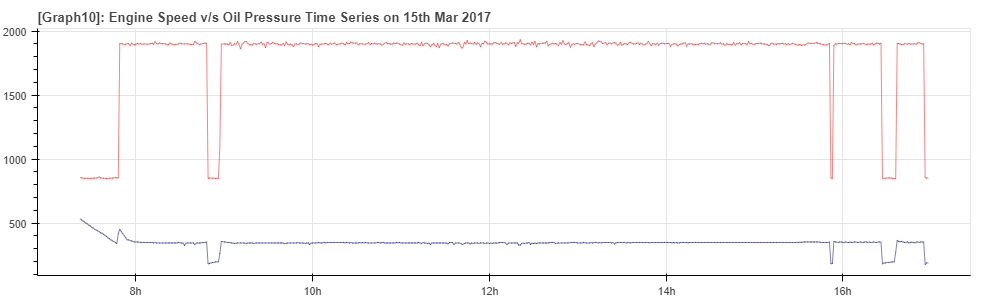 [Graph10]: Engine Speed v/s Oil Pressure Time Series on 15th Mar 2017
2000
1500
1000
500
8h 10h 12h 14h 16h